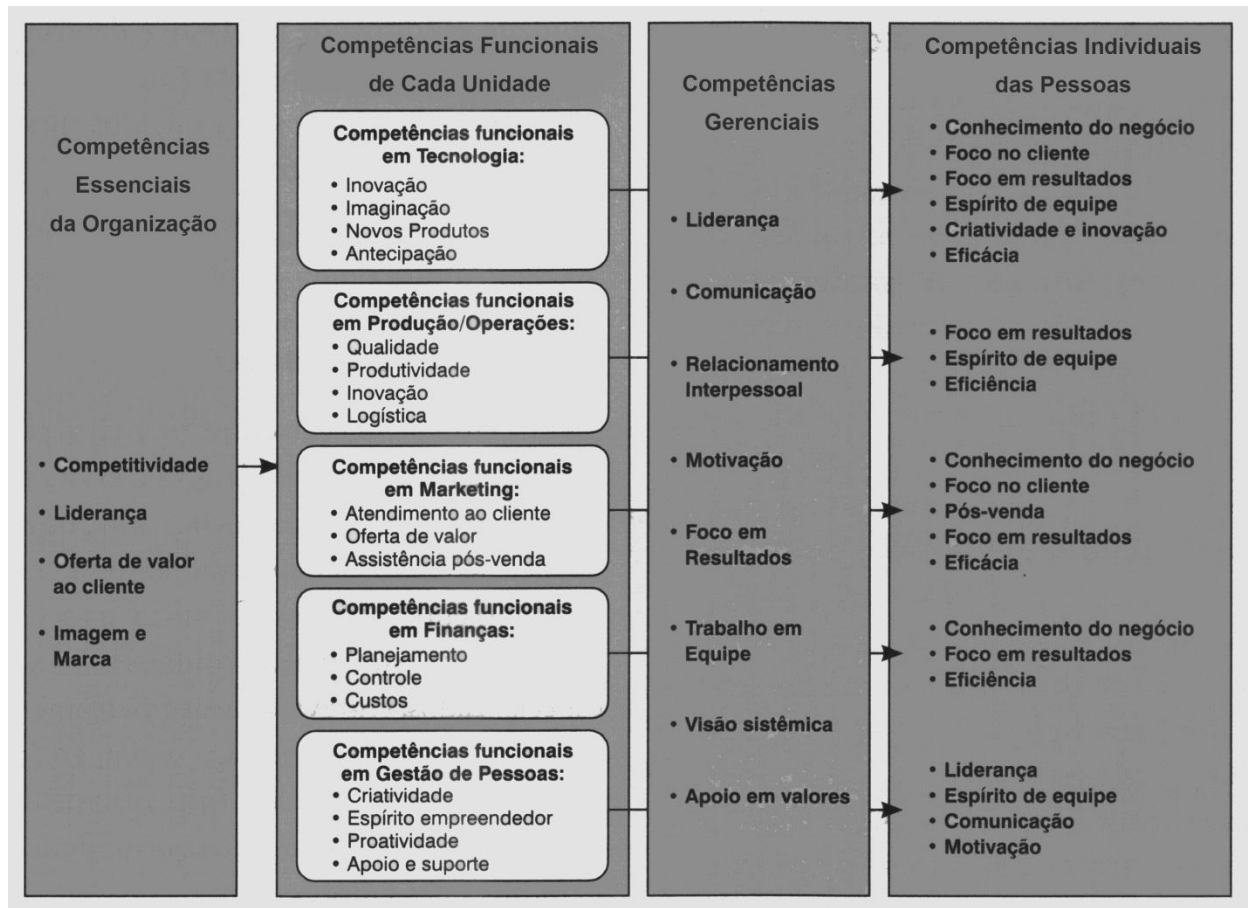 Competências
Essenciais
da Organização
• Competitividade
• Liderança
• Oferta de valor
ao cliente
• Imagem e
Marca
Competências Funcionais
de Cada Unidade
Competências funcionais
em Tecnologia:
• Inovação
• Imaginação
• Novos Produtos
• Antecipação
Competências funcionais
em Produção/Operações:
• Qualidade
• Produtividade
• Inovação
• Logística
Competências funcionais
em Marketing:
• Atendimento ao cliente
• Oferta de valor
• Assistência pós-venda
Competências funcionais
em Finanças:
• Planejamento
• Controle
• Custos
Competências funcionais
em Gestão de Pessoas:
• Criatividade
• Espírito empreendedor
• Proatividade
• Apoio e suporte
Competências
Gerenciais
• Liderança
• Comunicação
• Relacionamento
Interpessoal
• Motivação
• Foco em
Resultados
• Trabalho em
Equipe
• Visão sistêmica
• Apoio em valores
Competências Individuais
das Pessoas
• Conhecimento do negócio
• Foco no cliente
• Foco em resultados
• Espírito de equipe
• Criatividade e inovação
• Eficácia
• Foco em resultados
• Espírito de equipe
• Eficiência
• Conhecimento do negócio
• Foco no cliente
• Pós-venda
• Foco em resultados
• Eficácia
• Conhecimento do negócio
• Foco em resultados
• Eficiência
• Liderança
• Espírito de equipe
• Comunicação
• Motivação